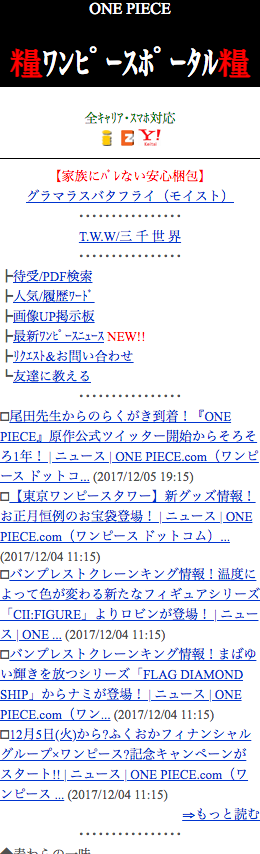 ONE PIECE
糧ワンピースポータル糧
全キャリア・スマホ対応
Y!
Keitai
【家族にバレない安心梱包】
グラマラスバタフライ（モイスト）
T.W.W/三千世界
┣待受/PDF検索
┣人気/履歴ワード
┣画像UP掲示板
┣最新ワンピースニュース NEW!!
┣リクエスト&お問い合わせ
┗友達に教える
□尾田先生からのらくがき到着！『ONE
PIECE』原作公式ツイッター開始からそろそ
ろ1年！ | ニュース | ONE PIECE.com（ワンピ
ース ドットコ... (2017/12/05 19:15)
□【東京ワンピースタワー】新グッズ情報！
お正月恒例のお宝袋登場！ | ニュース | ONE
PIECE.com（ワンピース ドットコム）...
(2017/12/04 11:15)
□バンプレストクレーンキング情報！温度に
よって色が変わる新たなフィギュアシリーズ
「CII:FIGURE」よりロビンが登場！ | ニュー
ス | ONE ... (2017/12/04 11:15)
□バンプレストクレーンキング情報！まばゆ
い輝きを放つシリーズ「FLAG DIAMOND
SHIP」からナミが登場！ | ニュース | ONE
PIECE.com（ワン... (2017/12/04 11:15)
□12月5日(火)から?ふくおかフィナンシャル
グループ×ワンピース?記念キャンペーンが
スタート!! | ニュース | ONE PIECE.com（ワ
ンピース ... (2017/12/04 11:15)
⇒もっと読む